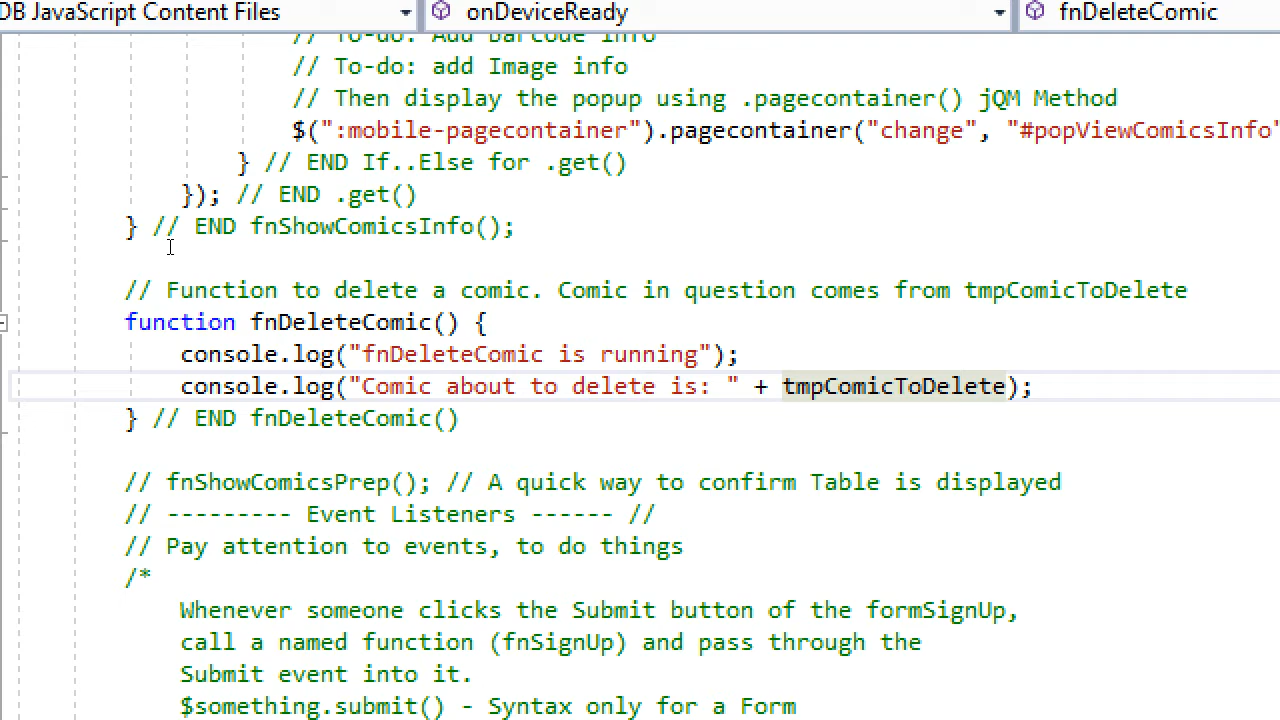 DB JavaScript Content Files onDeviceReady fnDeleteComic
// To-do: Add Barcode info
// To-do: add Image info
// Then display the popup using .pagecontainer() jQM Method
$(":mobile-pagecontainer").pagecontainer("change", "#popViewComicsInfo"
} // END If..Else for .get()
}); // END .get()
} // END fnShowComicsInfo();
// Function to delete a comic. Comic in question comes from tmpComicToDelete
function fnDeleteComic() {
console.log("fnDeleteComic is running");
console.log("Comic about to delete is: " + tmpComicToDelete);
} // END fnDeleteComic()
// fnShowComicsPrep(); // A quick way to confirm Table is displayed
// --------- Event Listeners ------ //
// Pay attention to events, to do things
/*
Whenever someone clicks the Submit button of the formSignUp,
call a named function (fnSignUp) and pass through the
Submit event into it.
$something.submit() - Syntax only for a Form